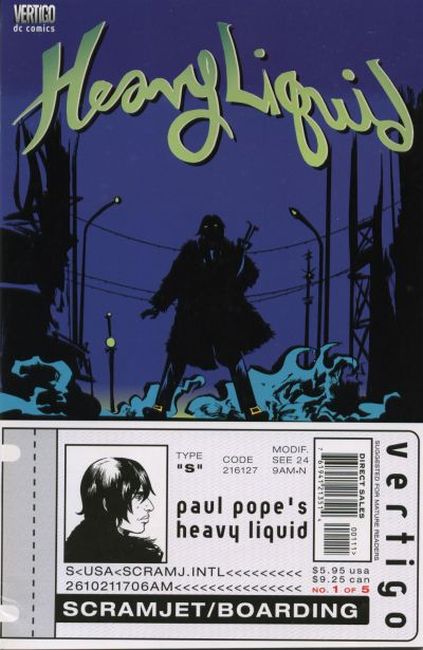 VERTIGO
dc comics
Heavy Liquid
TYPE
"S"
CODE
216127
MODIF.
SEE 24
9AM-N
paul pope's
heavy liquid
S<USA<SCRAMJ.INTL<<<<<<<<<
2610211706AM<<<<<<<<<<<<<<<
SCRAMJET/BOARDING
DIRECT SALES
00111
$5.95 usa
$9.25 can
NO. 1 OF 5
SUGGESTED FOR MATURE READERS
vertigo